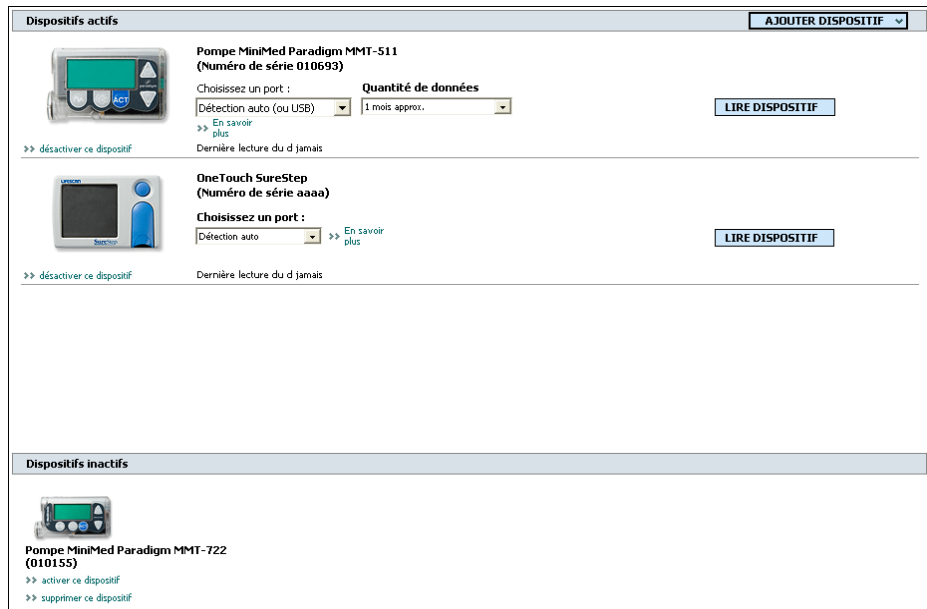 Dispositifs actifs
AJOUTER DISPOSITIF
Pompe MiniMed Paradigm MMT-511
(Numéro de série 010693)
Choisissez un port :
Quantité de données
Détection auto (ou USB)
1 mois approx.
LIRE DISPOSITIF
>> En savoir
plus
ACT
>> désactiver ce dispositif
Dernière lecture du d jamais
OneTouch SureStep
(Numéro de série aaaa)
LIFESCAN
Choisissez un port :
Détection auto
>> En savoir
plus
LIRE DISPOSITIF
SureStep
>> désactiver ce dispositif
Dernière lecture du d jamais
Dispositifs inactifs
Pompe MiniMed Paradigm MMT-722
(010155)
>> activer ce dispositif
>> supprimer ce dispositif